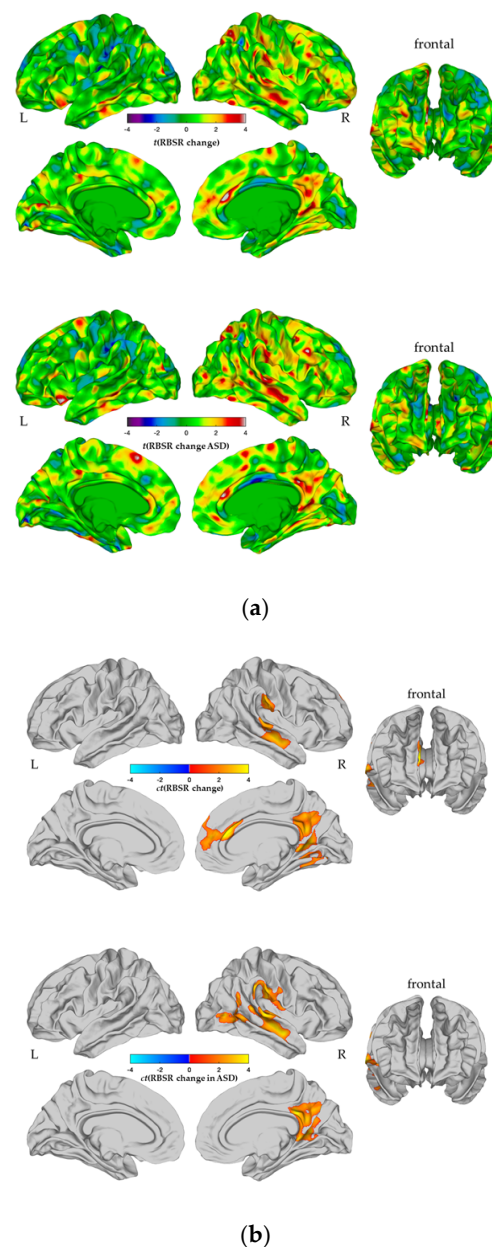 frontal
L
R
-4 -2 0 2 4
t(RBSR change)
frontal
L
R
-4 -2 0 2 4
t(RBSR change ASD)
(a)
frontal
L
R
-4 -2 0 2 4
ct(RBSR change)
frontal
L
R
-4 -2 0 2 4
ct(RBSR change in ASD)
(b)